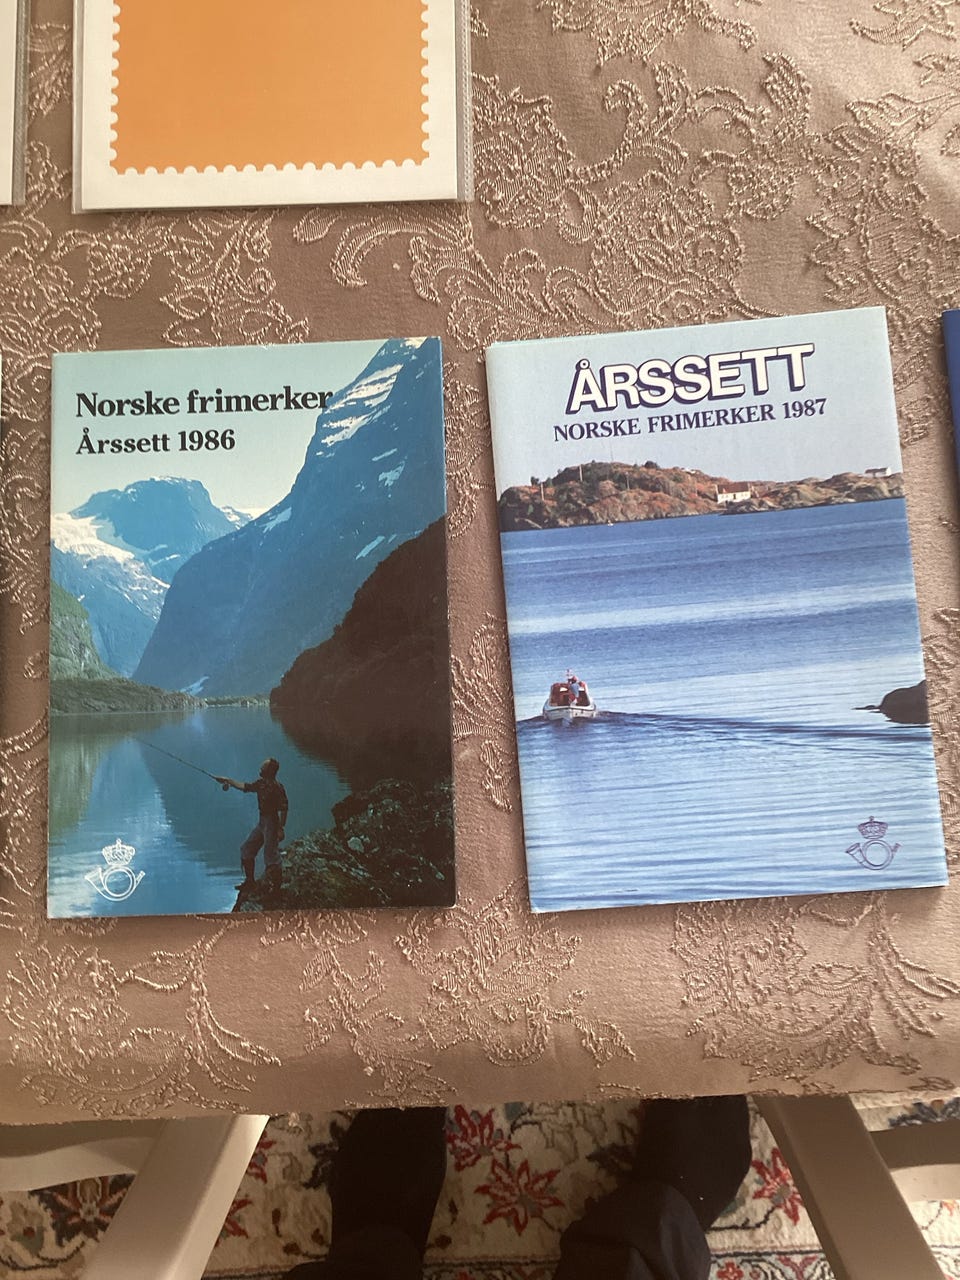 Norske frimerker
Årssett 1986
ÅRSSETT
NORSKE FRIMERKER 1987